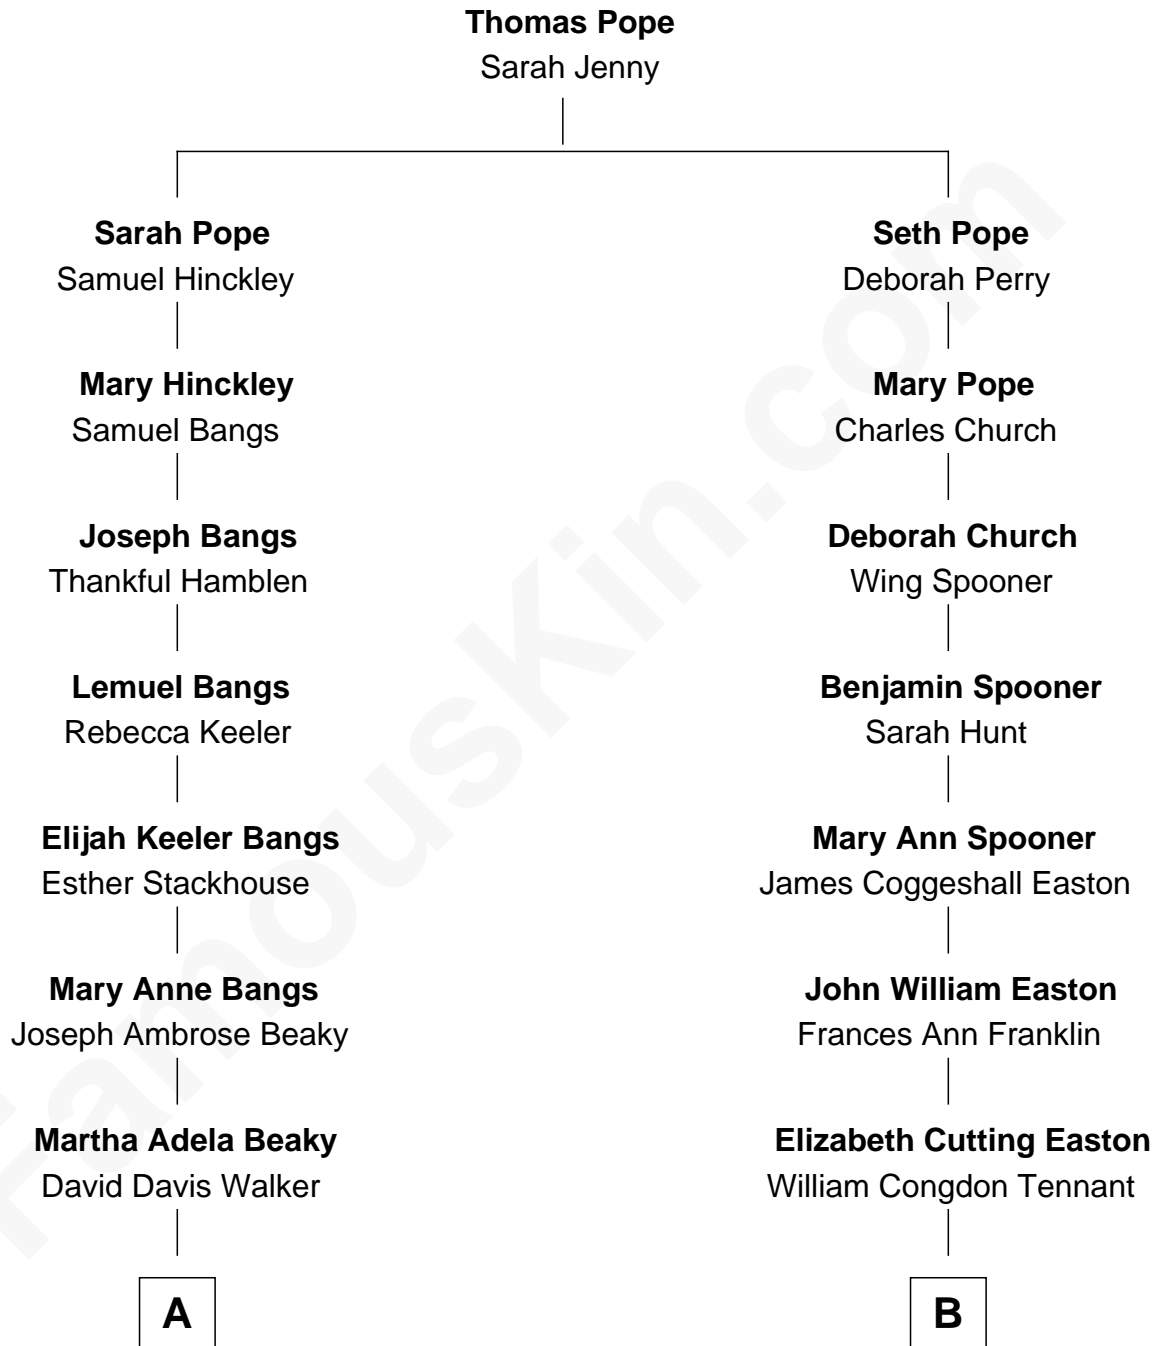 Thomas Pope
Sarah Jenny
Sarah Pope
Samuel Hinckley
Seth Pope
Deborah Perry
Mary Hinckley
Samuel Bangs
Mary Pope
Charles Church
Joseph Bangs
Thankful Hamblen
Deborah Church
Wing Spooner
Lemuel Bangs
Rebecca Keeler
Benjamin Spooner
Sarah Hunt
Elijah Keeler Bangs
Esther Stackhouse
Mary Ann Spooner
James Coggeshall Easton
Mary Anne Bangs
Joseph Ambrose Beaky
John William Easton
Frances Ann Franklin
Martha Adela Beaky
David Davis Walker
Elizabeth Cutting Easton
William Congdon Tennant
A
B
FamousKin.com